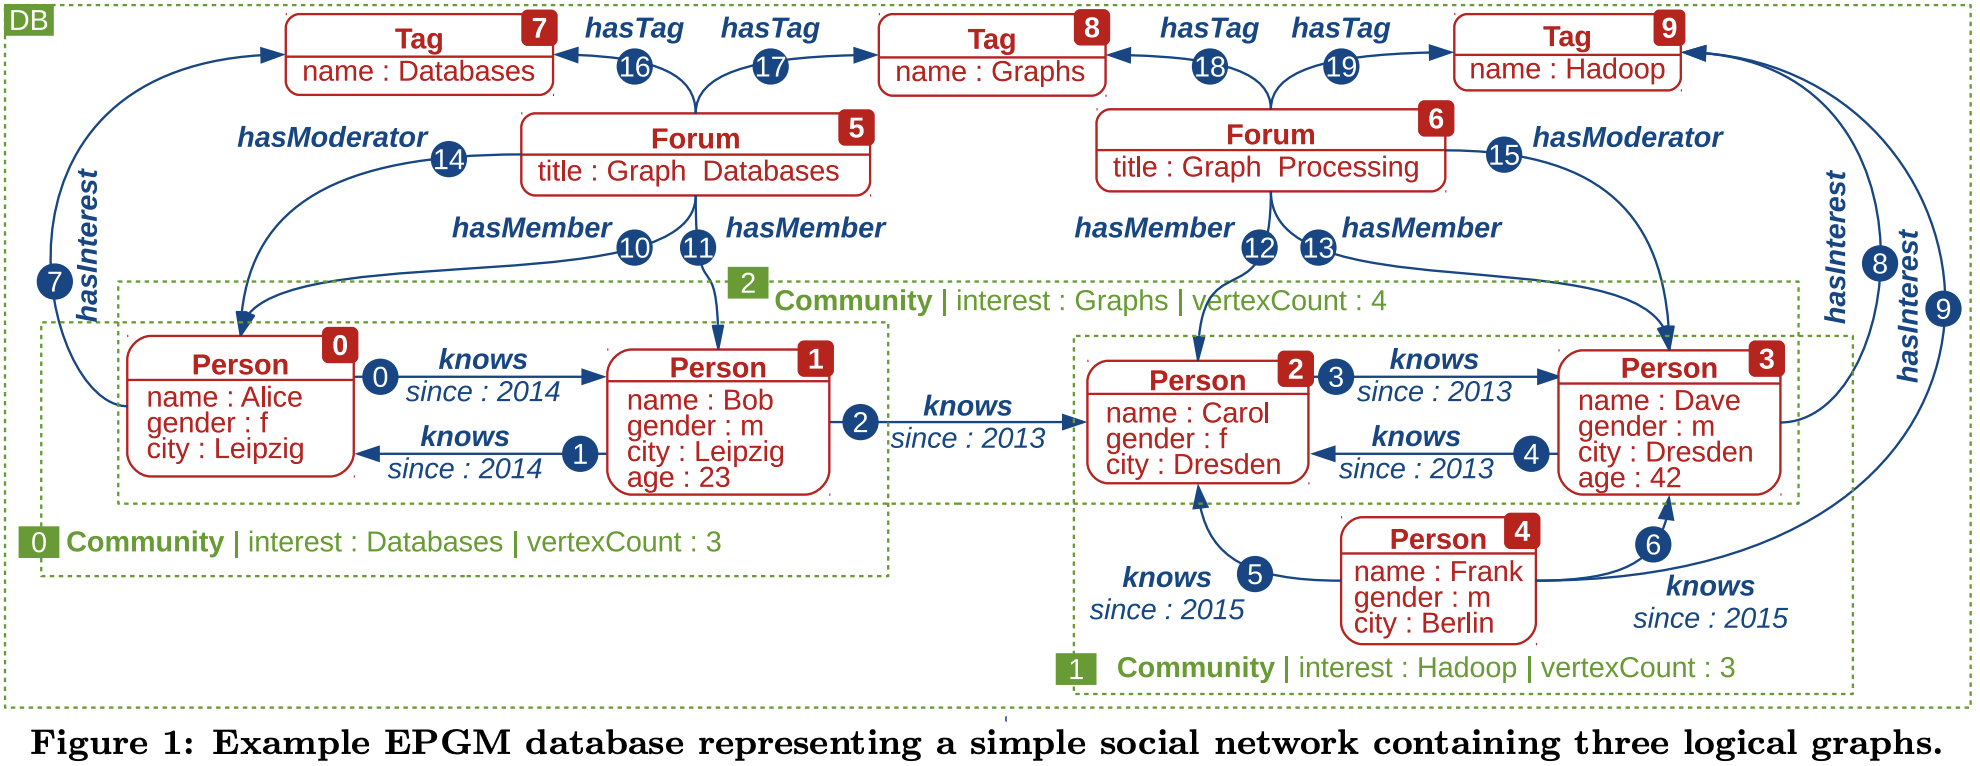 DB
Tag 7
name : Databases
hasTag
16
hasTag
17
Tag 8
name : Graphs
hasTag
18
hasTag
19
Tag 9
name : Hadoop
hasModerator
14
Forum 5
title : Graph Databases
Forum 6
title : Graph Processing
15
hasModerator
hasInterest
7
hasMember
10
11
hasMember
hasMember
12
13
hasMember
hasInterest
8
hasInterest
9
2
Community | interest : Graphs | vertexCount : 4
Person 0
name : Alice
gender : f
city : Leipzig
0
knows
since : 2014
knows
since : 2014
1
Person 1
name : Bob
gender : m
city : Leipzig
age : 23
2
knows
since : 2013
Person 2
name : Carol
gender : f
city : Dresden
3
knows
since : 2013
knows
since : 2013
4
Person 3
name : Dave
gender : m
city : Dresden
age : 42
0
Community | interest : Databases | vertexCount : 3
knows
since : 2015
5
Person 4
name : Frank
gender : m
city : Berlin
6
knows
since : 2015
1
Community | interest : Hadoop | vertexCount : 3
Figure 1: Example EPGM database representing a simple social network containing three logical graphs.